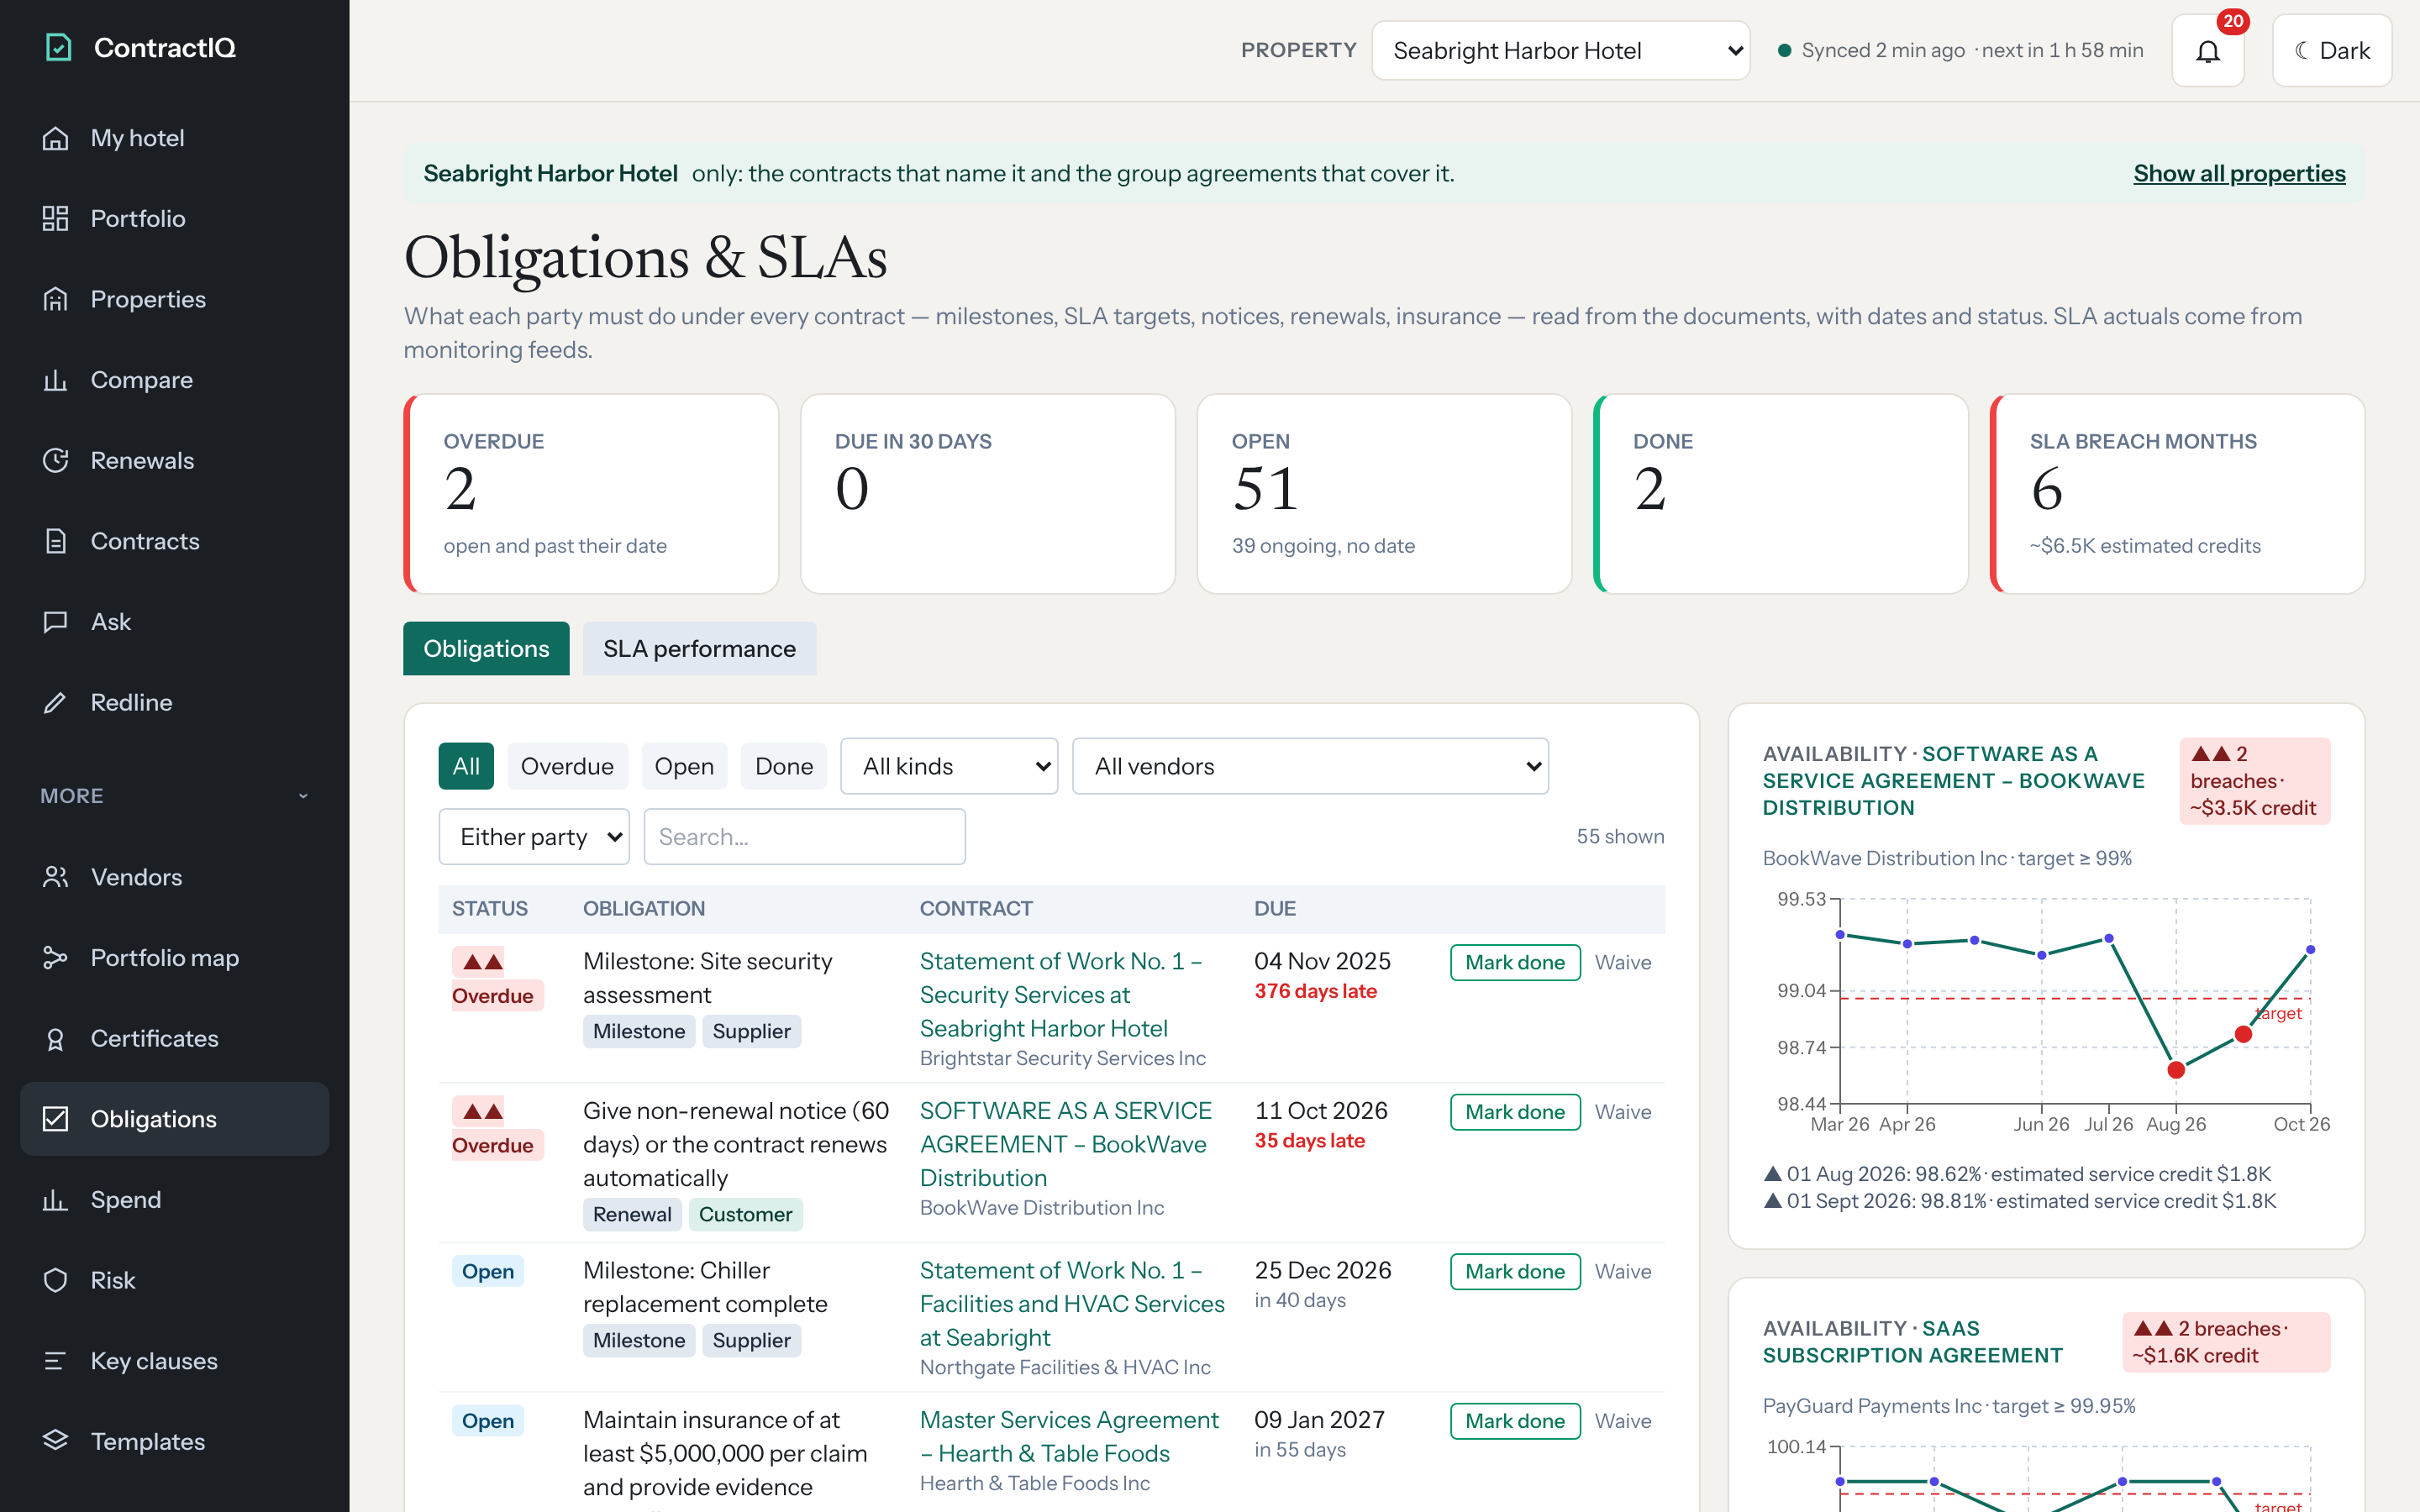 ContractIQ
My hotel
Portfolio
Properties
Compare
Renewals
Contracts
Ask
Redline
MORE
Vendors
Portfolio map
Certificates
Obligations
Spend
Risk
Key clauses
Templates
PROPERTY
Seabright Harbor Hotel
Synced 2 min ago · next in 1 h 58 min
20
Dark
Seabright Harbor Hotel only: the contracts that name it and the group agreements that cover it.
Show all properties
Obligations & SLAs
What each party must do under every contract — milestones, SLA targets, notices, renewals, insurance — read from the documents, with dates and status. SLA actuals come from
monitoring feeds.
OVERDUE
2
open and past their date
DUE IN 30 DAYS
0
OPEN
51
39 ongoing, no date
DONE
2
SLA BREACH MONTHS
6
~$6.5K estimated credits
Obligations
SLA performance
All
Overdue
Open
Done
All kinds
All vendors
Either party
Search...
55 shown
STATUS
OBLIGATION
CONTRACT
DUE
▲▲
Overdue
Milestone: Site security
assessment
Milestone
Supplier
Statement of Work No. 1 –
Security Services at
Seabright Harbor Hotel
Brightstar Security Services Inc
04 Nov 2025
376 days late
Mark done
Waive
▲▲
Overdue
Give non-renewal notice (60
days) or the contract renews
automatically
Renewal
Customer
SOFTWARE AS A SERVICE
AGREEMENT – BookWave
Distribution
BookWave Distribution Inc
11 Oct 2026
35 days late
Mark done
Waive
Open
Milestone: Chiller
replacement complete
Milestone
Supplier
Statement of Work No. 1 –
Facilities and HVAC Services
at Seabright
Northgate Facilities & HVAC Inc
25 Dec 2026
in 40 days
Mark done
Waive
Open
Maintain insurance of at
least $5,000,000 per claim
and provide evidence
Master Services Agreement
– Hearth & Table Foods
Hearth & Table Foods Inc
09 Jan 2027
in 55 days
Mark done
Waive
AVAILABILITY · SOFTWARE AS A
SERVICE AGREEMENT – BOOKWAVE
DISTRIBUTION
▲▲ 2
breaches ·
~$3.5K credit
BookWave Distribution Inc · target ≥ 99%
99.53
99.04
98.74
98.44
target
Mar 26
Apr 26
Jun 26
Jul 26
Aug 26
Oct 26
▲ 01 Aug 2026: 98.62% · estimated service credit $1.8K
▲ 01 Sept 2026: 98.81% · estimated service credit $1.8K
AVAILABILITY · SAAS
SUBSCRIPTION AGREEMENT
▲▲ 2 breaches ·
~$1.6K credit
PayGuard Payments Inc · target ≥ 99.95%
100.14
target